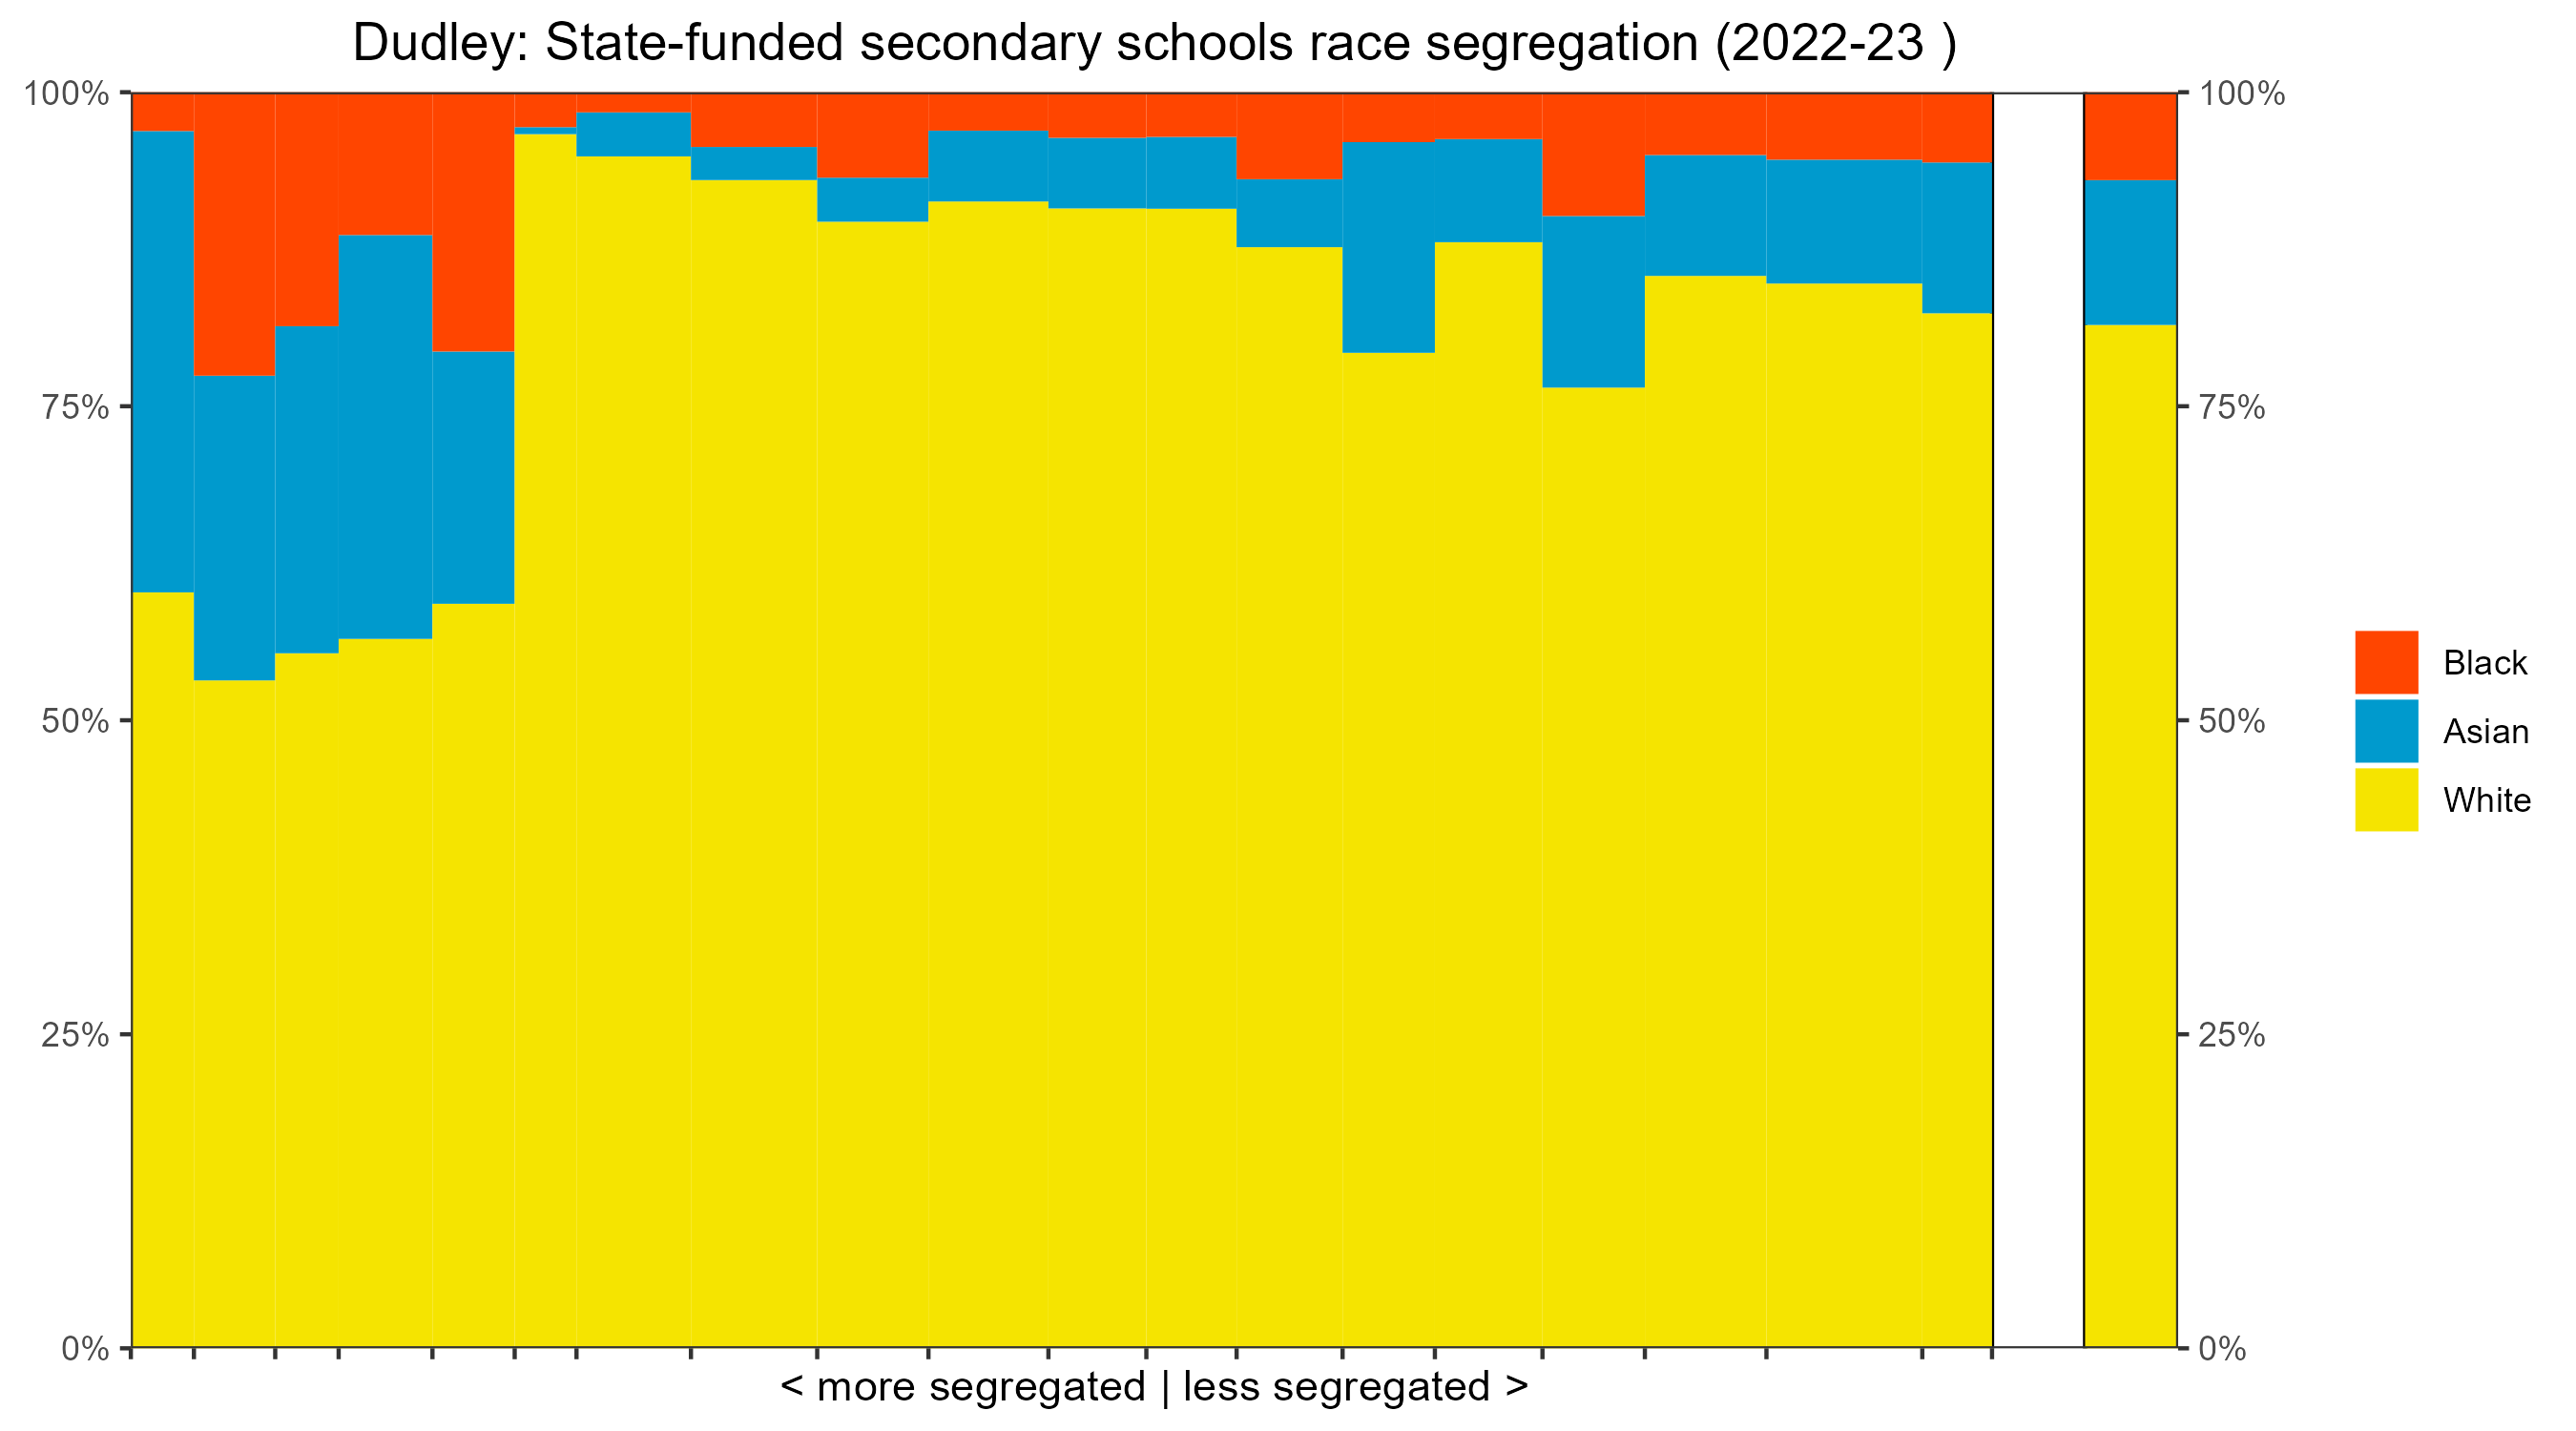 Dudley: State-funded secondary schools race segregation (2022-23 )
100%
75%
50%
25%
0%
100%
75%
50%
25%
0%
Black
Asian
White
< more segregated | less segregated >